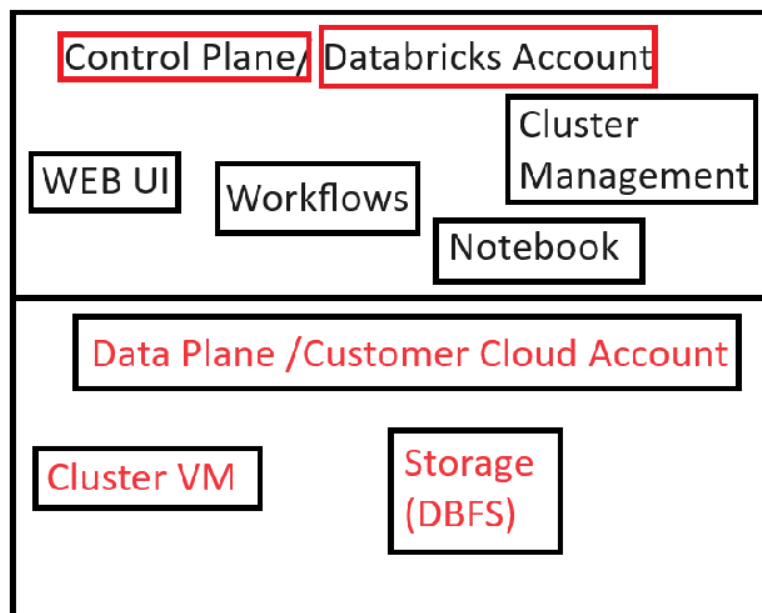 Control Plane/ Databricks Account
Cluster
Management
WEB UI
Workflows
Notebook
Data Plane /Customer Cloud Account
Cluster VM
Storage
(DBFS)